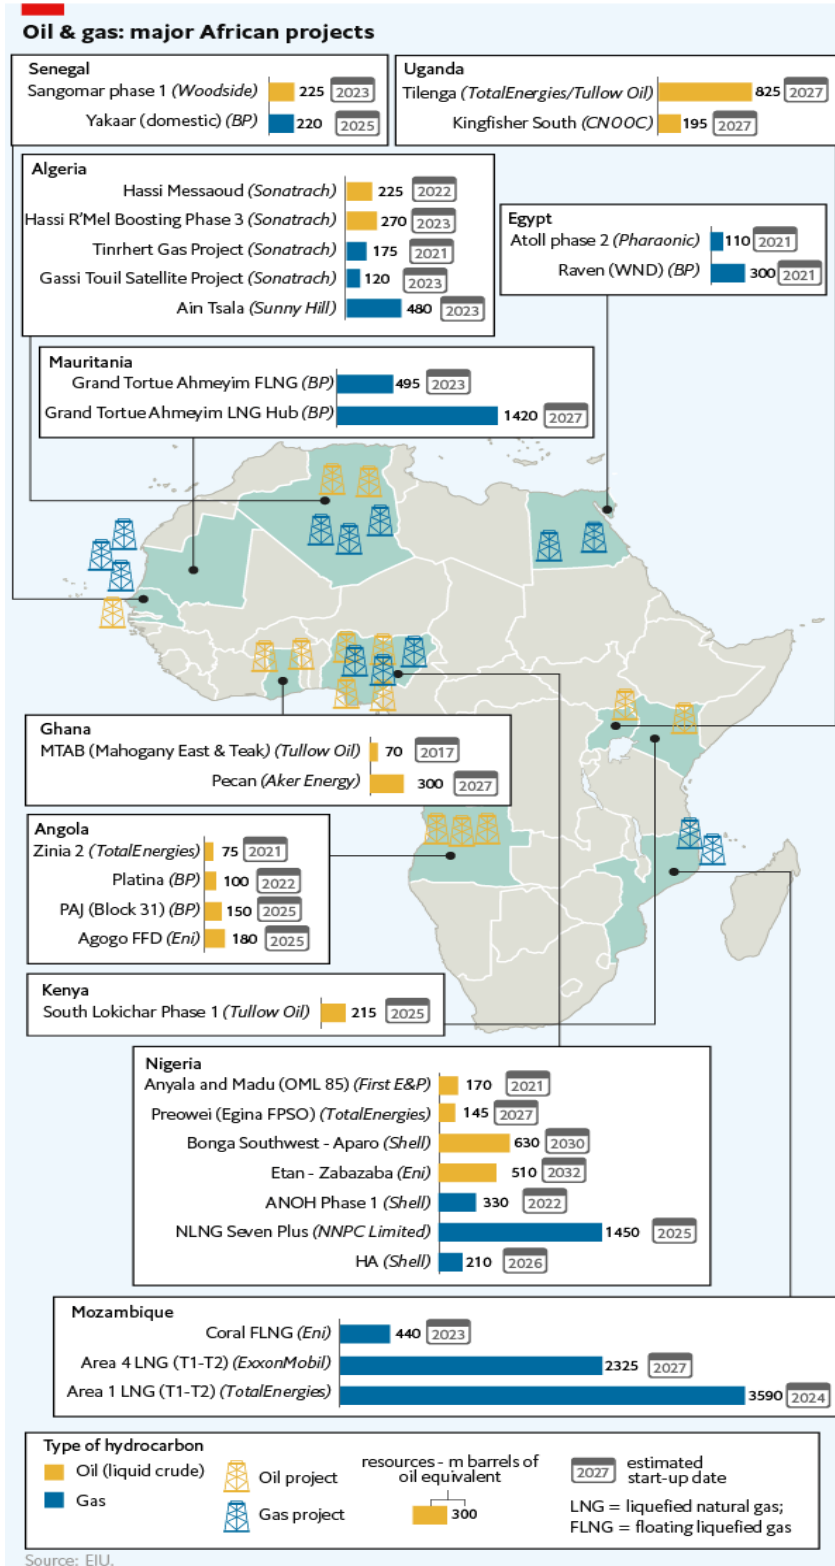 Oil & gas: major African projects
Senegal
Sangomar phase 1 (Woodside) 225 2023
Yakaar (domestic) (BP) 220 2025
Uganda
Tilenga (TotalEnergies/Tullow Oil) 825 2027
Kingfisher South (CNOOC) 195 2027
Algeria
Hassi Messaoud (Sonatrach) 225 2022
Hassi R'Mel Boosting Phase 3 (Sonatrach) 270 2023
Tinrhert Gas Project (Sonatrach) 175 2021
Gassi Touil Satellite Project (Sonatrach) 120 2023
Ain Tsala (Sunny Hill) 480 2023
Egypt
Atoll phase 2 (Pharaonic) 110 2021
Raven (WND) (BP) 300 2021
Mauritania
Grand Tortue Ahmeyim FLNG (BP) 495 2023
Grand Tortue Ahmeyim LNG Hub (BP) 1420 2027
Ghana
MTAB (Mahogany East & Teak) (Tullow Oil) 70 2017
Pecan (Aker Energy) 300 2027
Angola
Zinia 2 (TotalEnergies) 75 2021
Platina (BP) 100 2022
PAJ (Block 31) (BP) 150 2025
Agogo FFD (Eni) 180 2025
Kenya
South Lokichar Phase 1 (Tullow Oil) 215 2025
Nigeria
Anyala and Madu (OML 85) (First E&P) 170 2021
Preowei (Egina FPSO) (TotalEnergies) 145 2027
Bonga Southwest - Aparo (Shell) 630 2030
Etan - Zabazaba (Eni) 510 2032
ANOH Phase 1 (Shell) 330 2022
NLNG Seven Plus (NNPC Limited) 1450 2025
HA (Shell) 210 2026
Mozambique
Coral FLNG (Eni) 440 2023
Area 4 LNG (T1-T2) (ExxonMobil) 2325 2027
Area 1 LNG (T1-T2) (TotalEnergies) 3590 2024
Type of hydrocarbon
Oil (liquid crude)
Gas
Oil project
Gas project
resources - m barrels of
oil equivalent
300
2027 estimated
start-up date
LNG = liquefied natural gas;
FLNG = floating liquefied gas
Source: EIU.